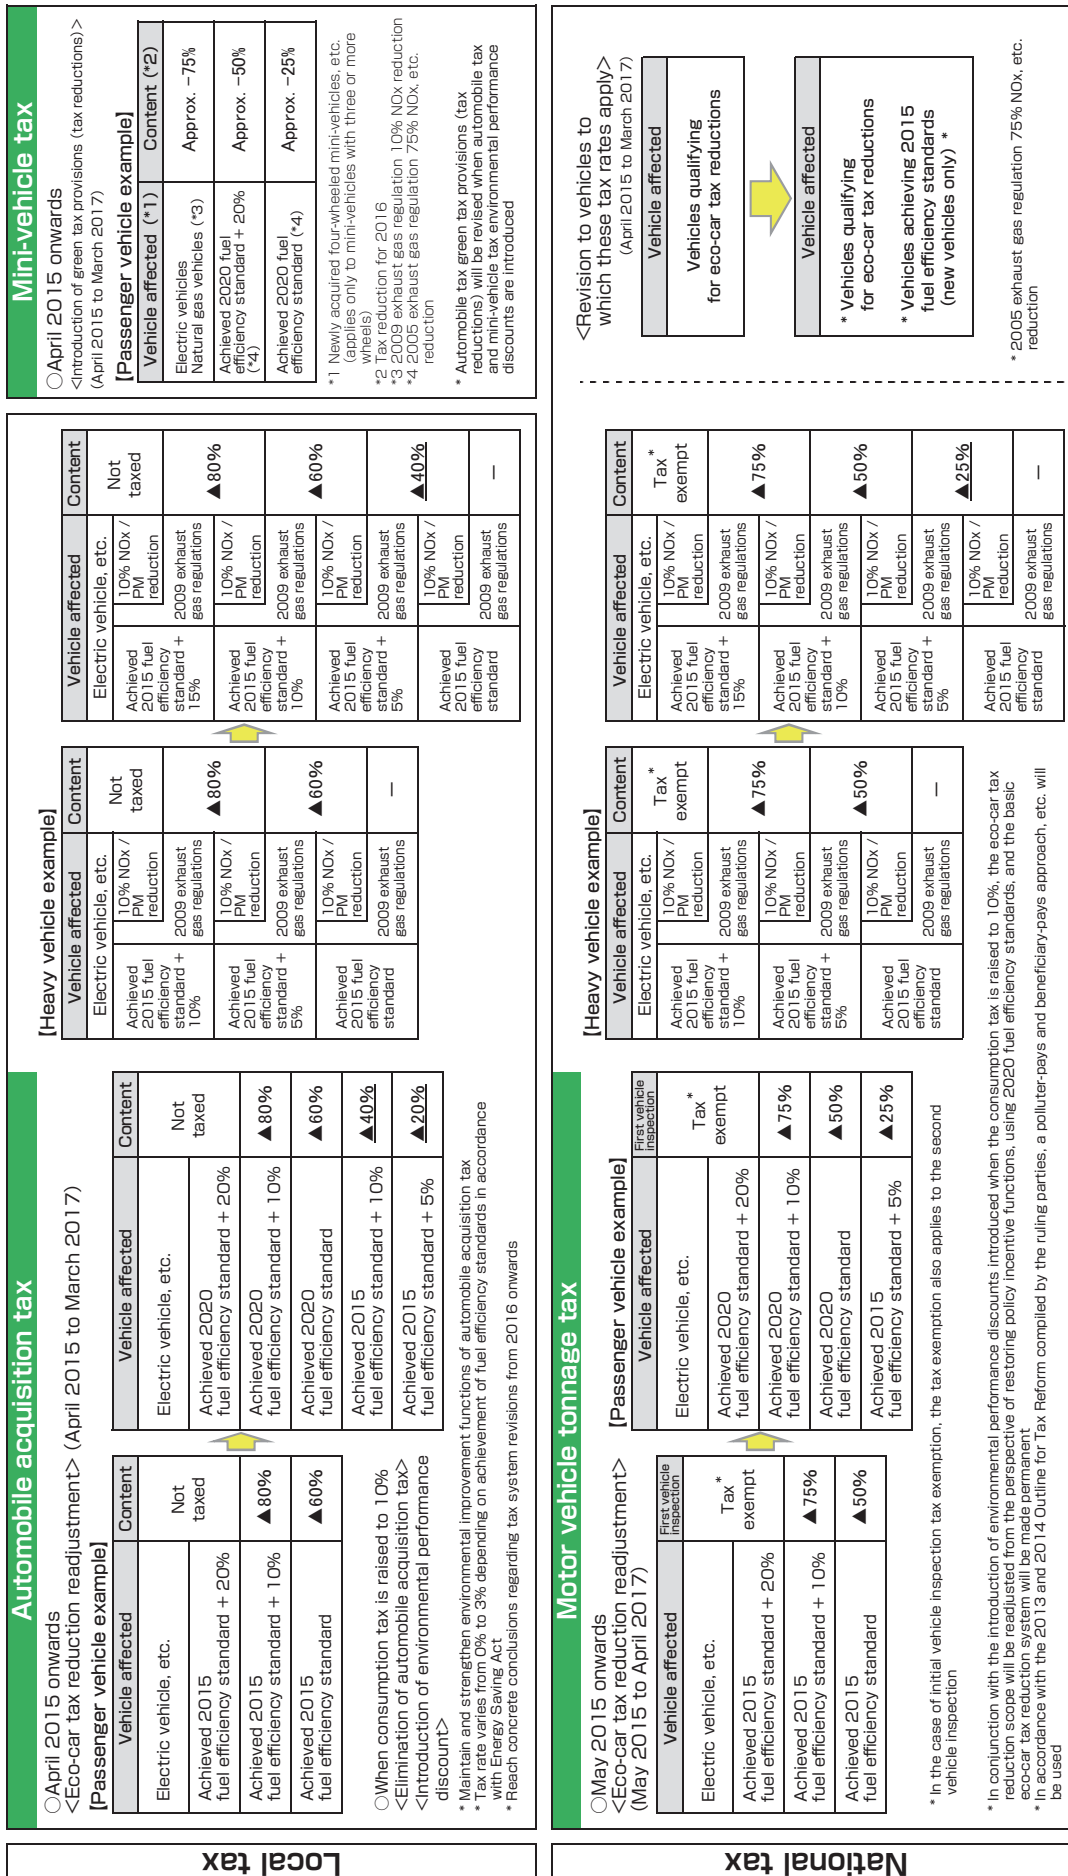 Local tax
Automobile acquisition tax
○April 2015 onwards
<Eco-car tax reduction readjustment> (April 2015 to March 2017)
[Passenger vehicle example]
Vehicle affected Content
Electric vehicle, etc.
Not
taxed
Achieved 2015
fuel efficiency standard + 20%
Achieved 2015
fuel efficiency standard + 10%
▲80%
Achieved 2015
fuel efficiency standard
▲60%
Vehicle affected Content
Electric vehicle, etc.
Not
taxed
Achieved 2020
fuel efficiency standard + 20%
Achieved 2020
fuel efficiency standard + 10%
▲80%
Achieved 2020
fuel efficiency standard
▲60%
Achieved 2015
fuel efficiency standard + 10%
▲40%
Achieved 2015
fuel efficiency standard + 5%
▲20%
○When consumption tax is raised to 10%
<Elimination of automobile acquisition tax>
<Introduction of environmental performance
discount>
* Maintain and strengthen environmental improvement functions of automobile acquisition tax
* Tax rate varies from 0% to 3% depending on achievement of fuel efficiency standards in accordance
with Energy Saving Act
* Reach concrete conclusions regarding tax system revisions from 2016 onwards
[Heavy vehicle example]
Vehicle affected Content
Electric vehicle, etc.
Not
taxed
Achieved
2015 fuel
efficiency
standard +
10%
10% NOx /
PM
reduction
2009 exhaust
gas regulations
▲80%
Achieved
2015 fuel
efficiency
standard +
5%
10% NOx /
PM
reduction
2009 exhaust
gas regulations
▲60%
Achieved
2015 fuel
efficiency
standard
10% NOx /
PM
reduction
2009 exhaust
gas regulations
—
Vehicle affected Content
Electric vehicle, etc.
Not
taxed
Achieved
2015 fuel
efficiency
standard +
15%
10% NOx /
PM
reduction
2009 exhaust
gas regulations
▲80%
Achieved
2015 fuel
efficiency
standard +
10%
10% NOx /
PM
reduction
2009 exhaust
gas regulations
▲60%
Achieved
2015 fuel
efficiency
standard +
5%
10% NOx /
PM
reduction
2009 exhaust
gas regulations
▲40%
Achieved
2015 fuel
efficiency
standard
10% NOx /
PM
reduction
2009 exhaust
gas regulations
—
Mini-vehicle tax
○April 2015 onwards
<Introduction of green tax provisions (tax reductions)>
(April 2015 to March 2017)
[Passenger vehicle example]
Vehicle affected (*1) Content (*2)
Electric vehicles
Natural gas vehicles (*3)
Approx. −75%
Achieved 2020 fuel
efficiency standard + 20%
(*4)
Approx. −50%
Achieved 2020 fuel
efficiency standard (*4)
Approx. −25%
*1 Newly acquired four-wheeled mini-vehicles, etc.
(applies only to mini-vehicles with three or more
wheels)
*2 Tax reduction for 2016
*3 2009 exhaust gas regulation 10% NOx reduction
*4 2005 exhaust gas regulation 75% NOx, etc.
reduction
* Automobile tax green tax provisions (tax
reductions) will be revised when automobile tax
and mini-vehicle tax environmental performance
discounts are introduced
National tax
Motor vehicle tonnage tax
○May 2015 onwards
<Eco-car tax reduction readjustment>
(May 2015 to April 2017)
[Passenger vehicle example]
Vehicle affected
First vehicle
inspection
Electric vehicle, etc.
Tax*
exempt
Achieved 2015
fuel efficiency standard + 20%
Achieved 2015
fuel efficiency standard + 10%
▲75%
Achieved 2015
fuel efficiency standard
▲50%
Vehicle affected
First vehicle
inspection
Electric vehicle, etc.
Tax*
exempt
Achieved 2020
fuel efficiency standard + 20%
Achieved 2020
fuel efficiency standard + 10%
▲75%
Achieved 2020
fuel efficiency standard
▲50%
Achieved 2015
fuel efficiency standard + 5%
▲25%
* In the case of initial vehicle inspection tax exemption, the tax exemption also applies to the second
vehicle inspection
[Heavy vehicle example]
Vehicle affected Content
Electric vehicle, etc.
Tax*
exempt
Achieved
2015 fuel
efficiency
standard +
10%
10% NOx /
PM
reduction
2009 exhaust
gas regulations
▲75%
Achieved
2015 fuel
efficiency
standard +
5%
10% NOx /
PM
reduction
2009 exhaust
gas regulations
▲50%
Achieved
2015 fuel
efficiency
standard
10% NOx /
PM
reduction
2009 exhaust
gas regulations
—
Vehicle affected Content
Electric vehicle, etc.
Tax*
exempt
Achieved
2015 fuel
efficiency
standard +
15%
10% NOx /
PM
reduction
2009 exhaust
gas regulations
▲75%
Achieved
2015 fuel
efficiency
standard +
10%
10% NOx /
PM
reduction
2009 exhaust
gas regulations
▲50%
Achieved
2015 fuel
efficiency
standard +
5%
10% NOx /
PM
reduction
2009 exhaust
gas regulations
▲25%
Achieved
2015 fuel
efficiency
standard
10% NOx /
PM
reduction
2009 exhaust
gas regulations
—
* In conjunction with the introduction of environmental performance discounts introduced when the consumption tax is raised to 10%, the eco-car tax
reduction scope will be readjusted from the perspective of restoring policy incentive functions, using 2020 fuel efficiency standards, and the basic
eco-car tax reduction system will be made permanent
* In accordance with the 2013 and 2014 Outline for Tax Reform compiled by the ruling parties, a polluter-pays and beneficiary-pays approach, etc. will
be used
<Revision to vehicles to
which these tax rates apply>
(April 2015 to March 2017)
Vehicle affected
Vehicles qualifying
for eco-car tax reductions
Vehicle affected
* Vehicles qualifying
for eco-car tax reductions
* Vehicles achieving 2015
fuel efficiency standards
(new vehicles only) *
* 2005 exhaust gas regulation 75% NOx, etc.
reduction